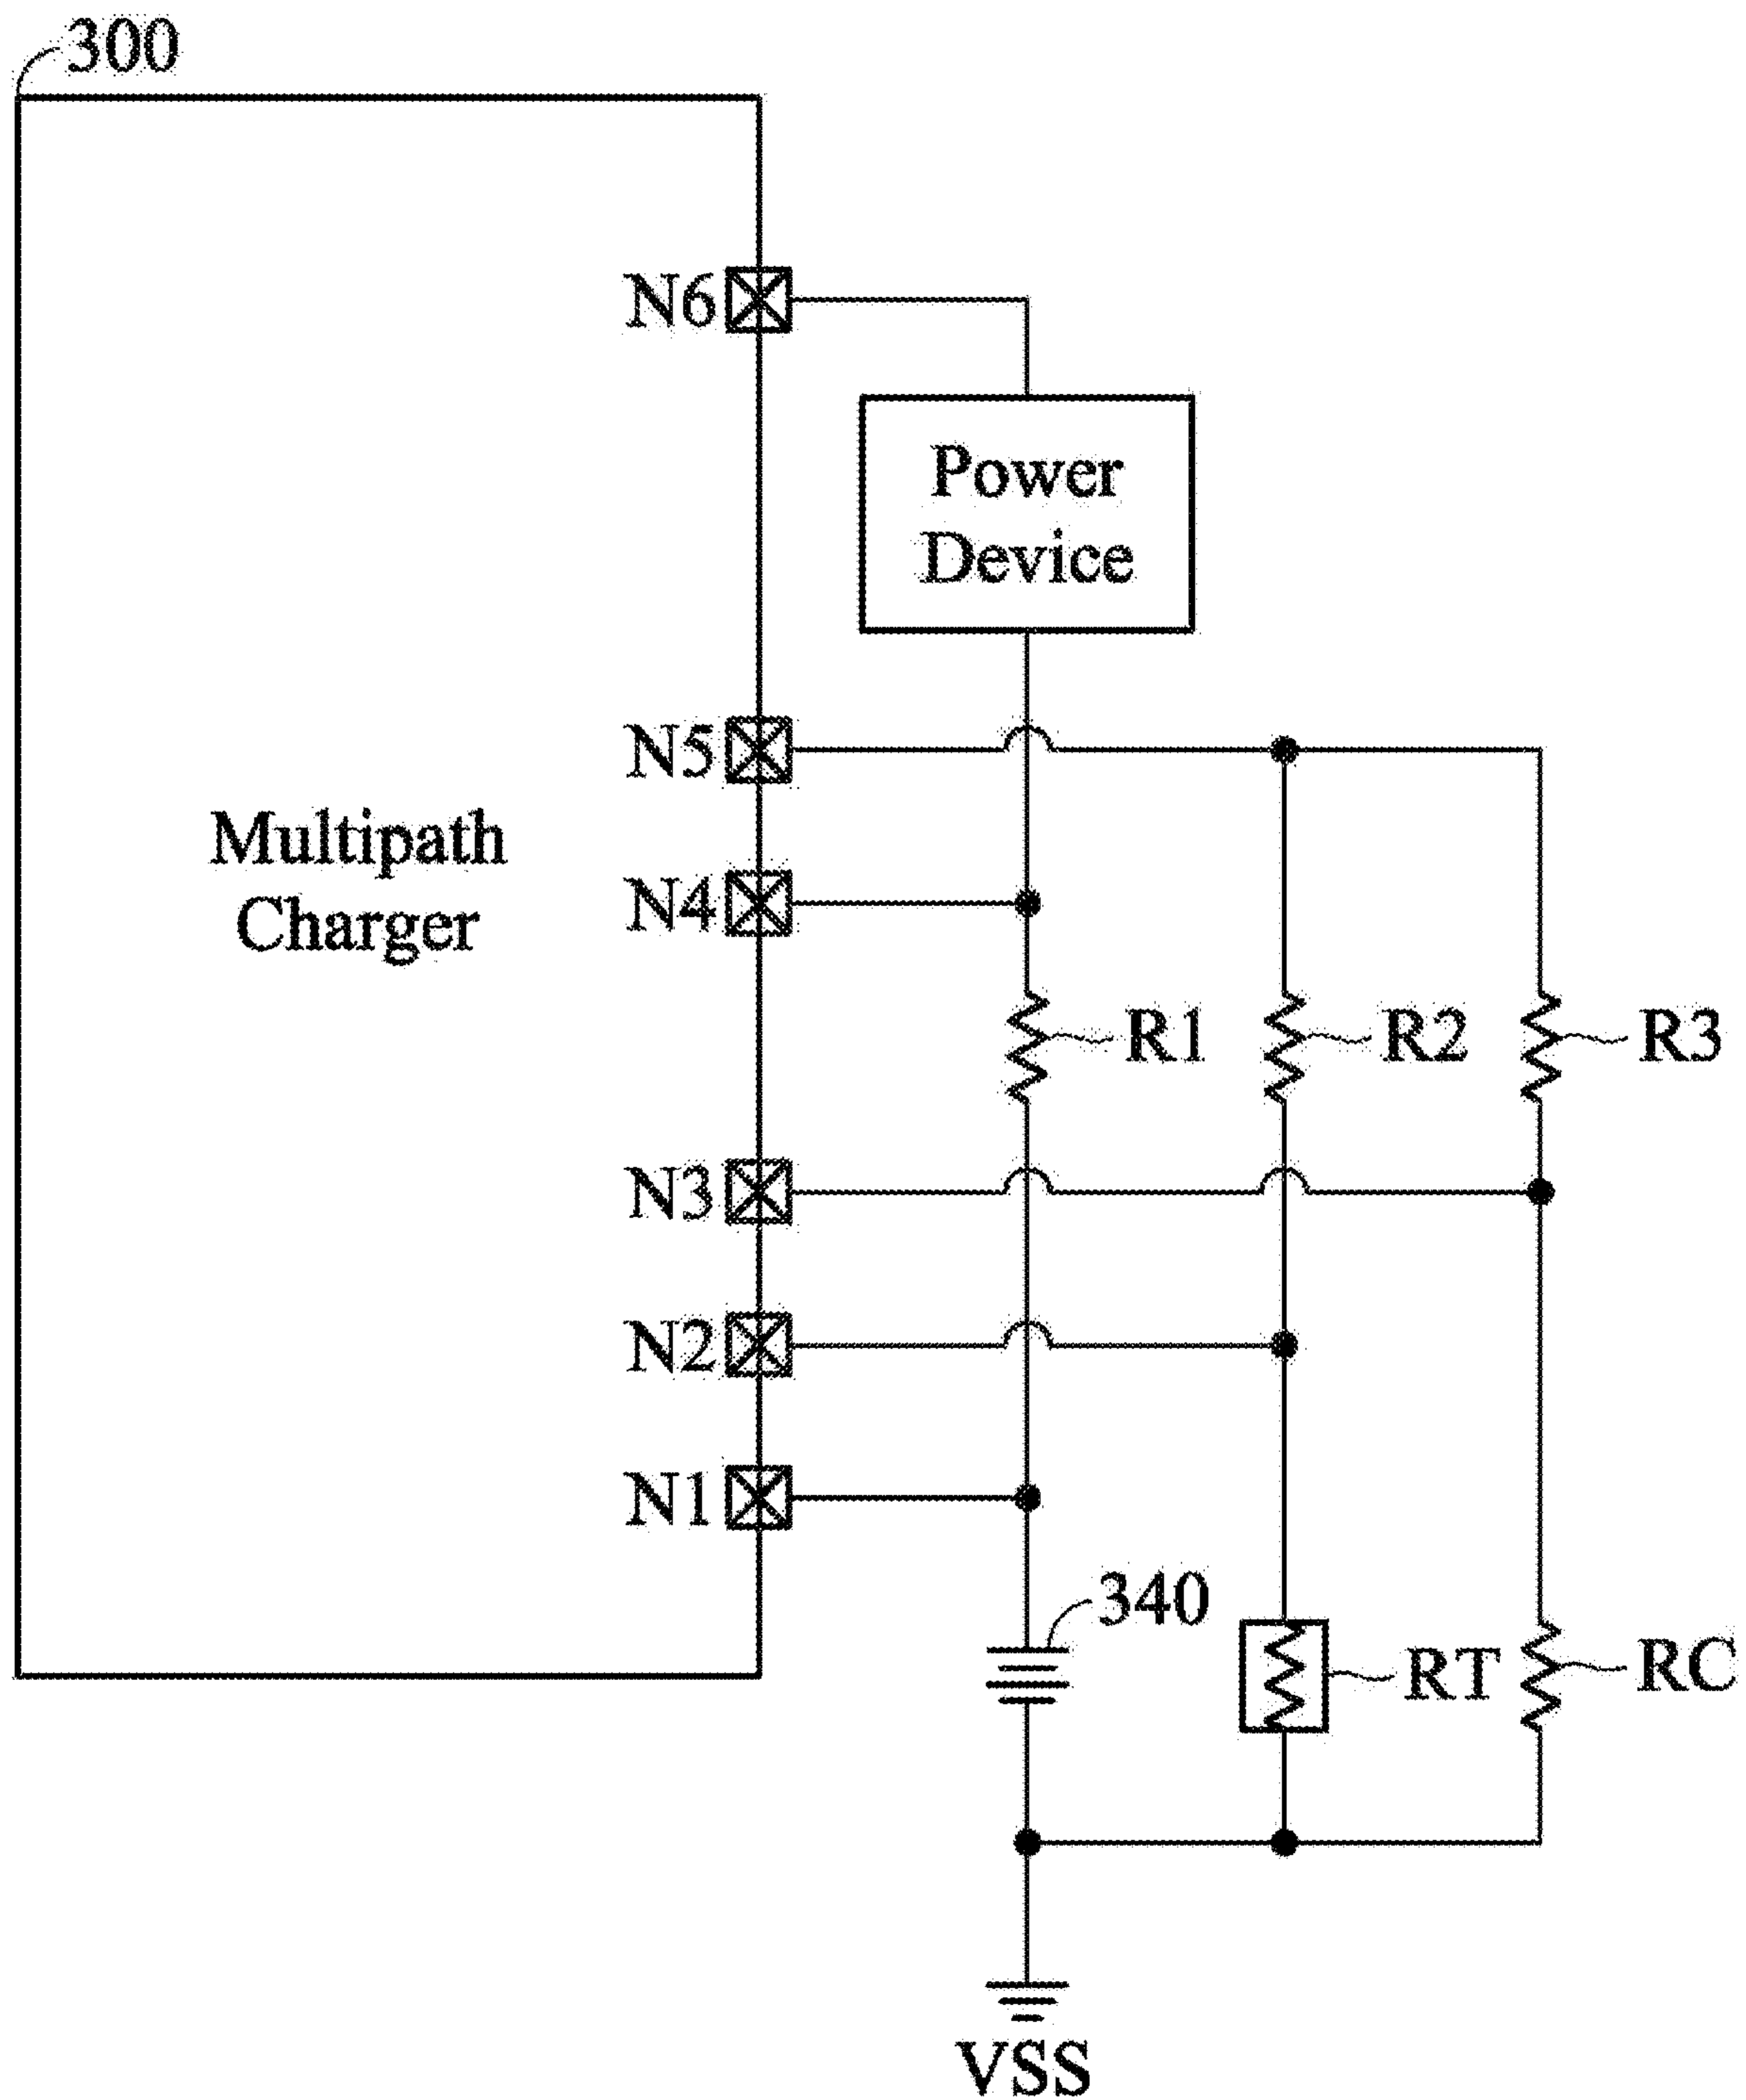 300
N6
Power
Device
N5
Multipath
Charger
N4
R1
R2
R3
N3
N2
N1
340
RT
RC
VSS